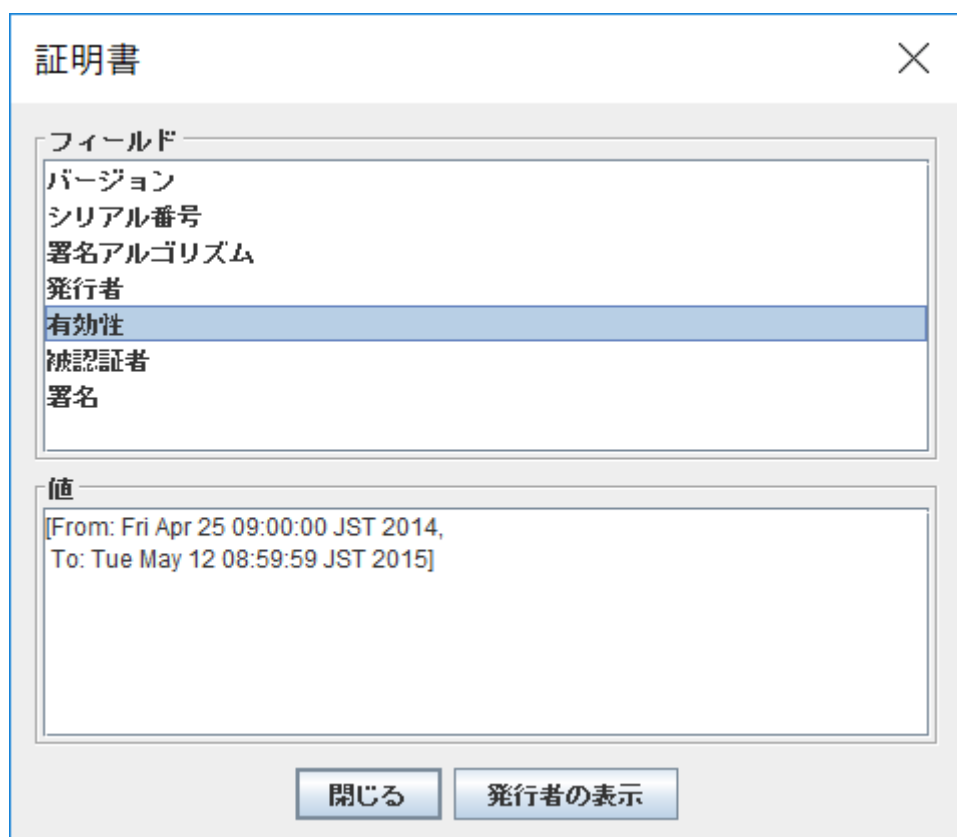 証明書
フィールド
バージョン
シリアル番号
署名アルゴリズム
発行者
有効性
被認証者
署名
値
[From: Fri Apr 25 09:00:00 JST 2014,
To: Tue May 12 08:59:59 JST 2015]
閉じる
発行者の表示